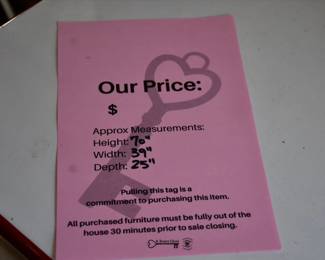 Our Price:
$
Approx Measurements:
Height: 70"
Width: 39"
Depth: 25"
Pulling this tag is a
commitment to purchasing this item.
All purchased furniture must be fully out of the
house 30 minutes prior to sale closing.